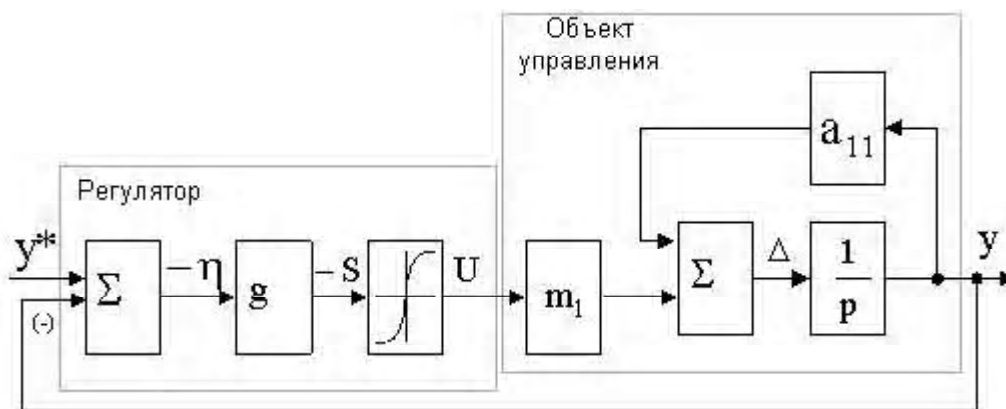 Объект
управления
a₁₁
Регулятор
y*
Σ
−η
g
−S
U
m₁
Σ
Δ
1
p
y
(-)